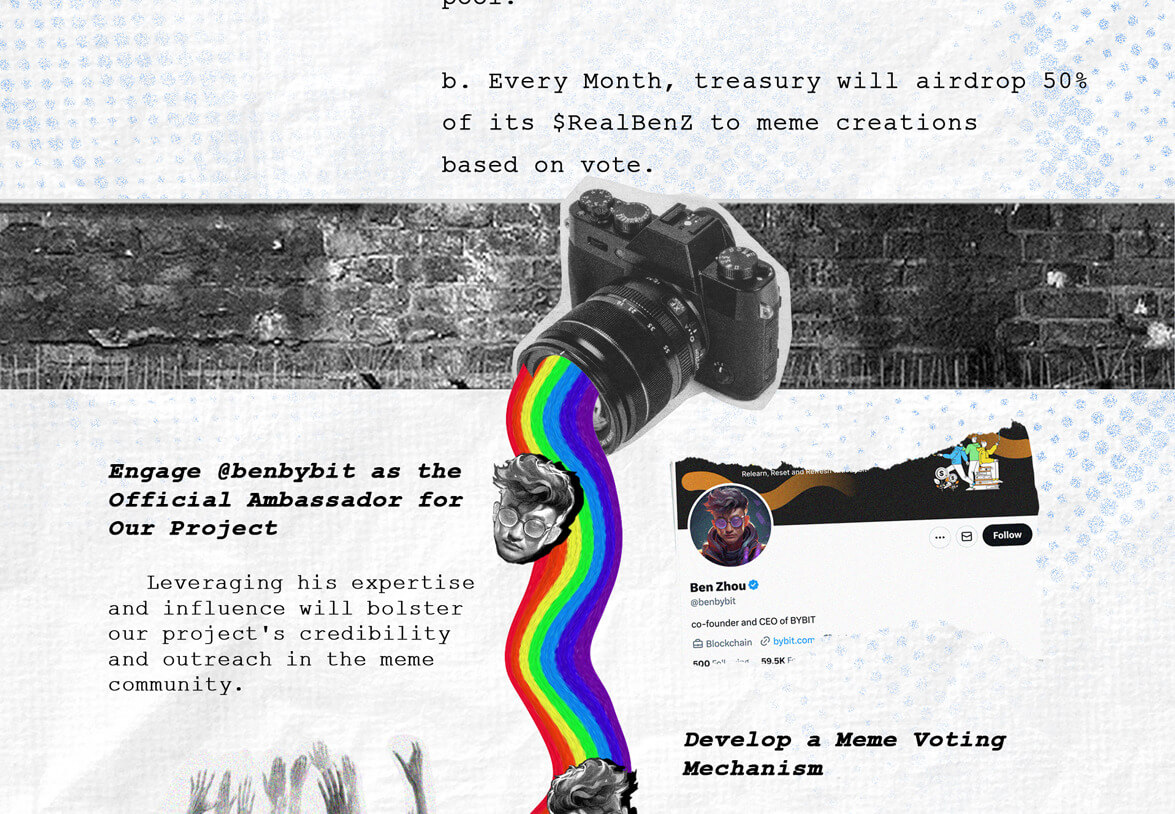 b. Every Month, treasury will airdrop 50%
of its $RealBenZ to meme creations
based on vote.
Engage @benbybit as the
Official Ambassador for
Our Project
Leveraging his expertise
and influence will bolster
our project's credibility
and outreach in the meme
community.
Relearn, Reset and
Follow
Ben Zhou
@benbybit
co-founder and CEO of BYBIT
Blockchain bybit.com
500
59.5K
Develop a Meme Voting
Mechanism